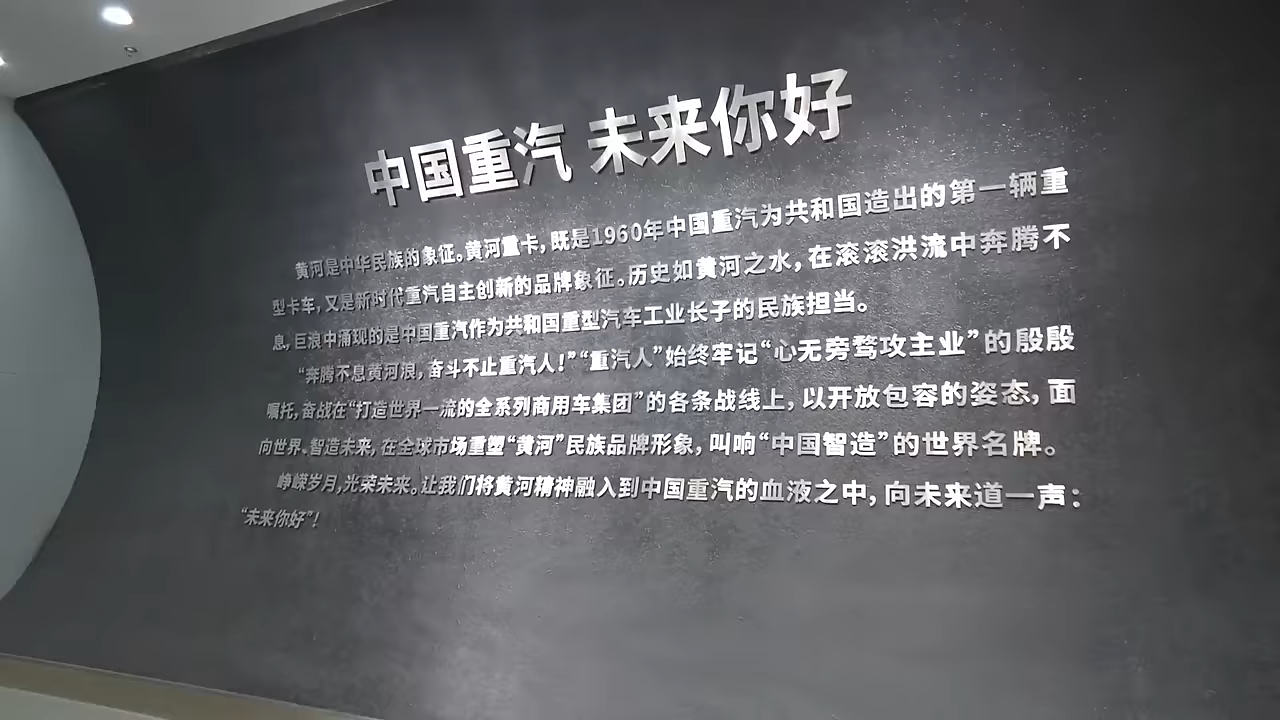 中国重汽 未来你好
黄河是中华民族的象征。黄河重卡，既是1960年中国重汽为共和国造出的第一辆重
型卡车，又是新时代重汽自主创新的品牌象征。历史如黄河之水，在滚滚洪流中奔腾不
息，巨浪中涌现的是中国重汽作为共和国重型汽车工业长子的民族担当。
“奔腾不息黄河浪，奋斗不止重汽人！”“重汽人”始终牢记“心无旁骛攻主业”的殷殷
嘱托，奋战在“打造世界一流的全系列商用车集团”的各条战线上，以开放包容的姿态，面
向世界、智造未来，在全球市场重塑“黄河”民族品牌形象，叫响“中国智造”的世界名牌。
峥嵘岁月，光荣未来。让我们将黄河精神融入到中国重汽的血液之中，向未来道一声：
“未来你好”！